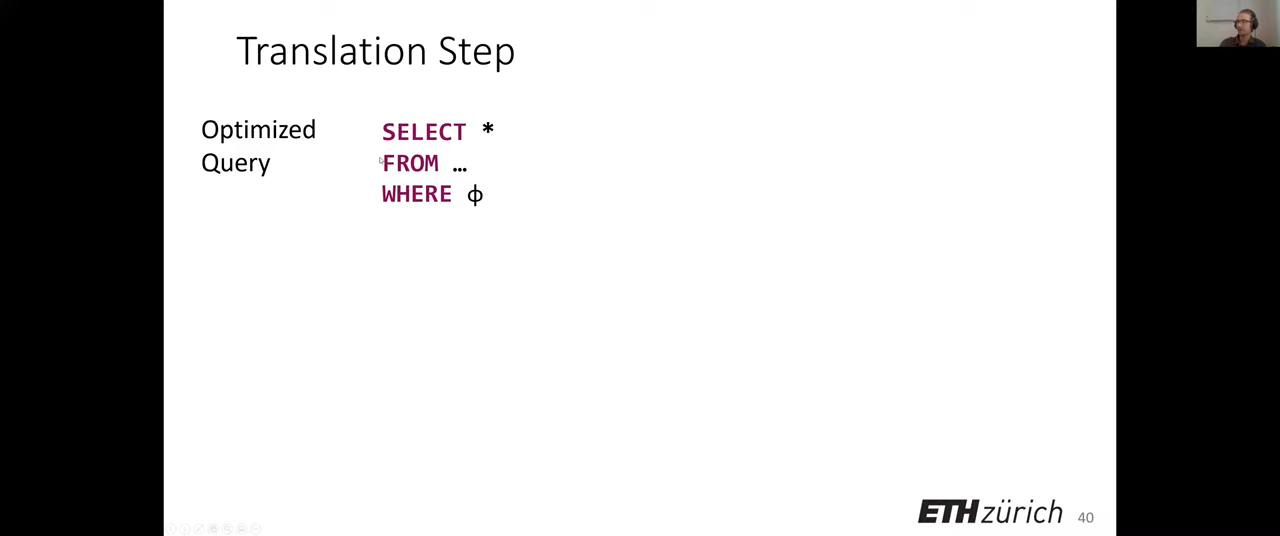 Translation Step
Optimized
Query
SELECT *
FROM …
WHERE ϕ
ETH zürich
40